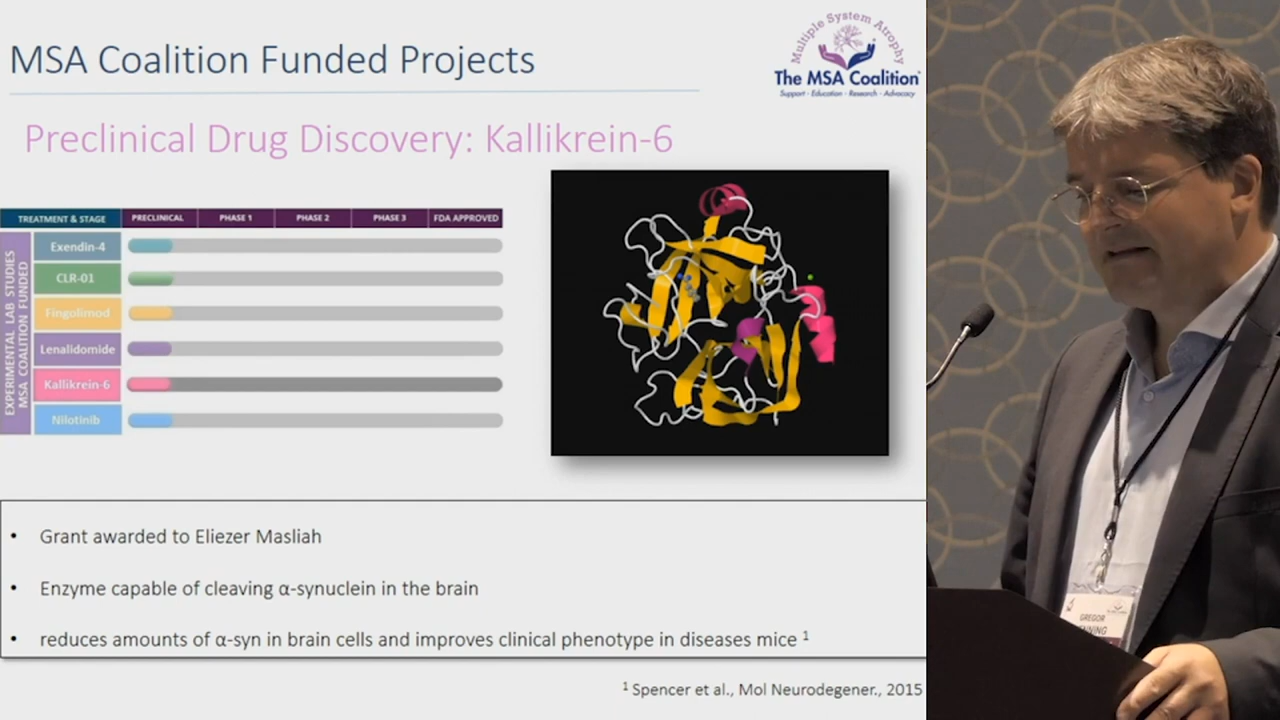 MSA Coalition Funded Projects
Multiple System Atrophy
The MSA Coalition
Support · Education · Research · Advocacy
Preclinical Drug Discovery: Kallikrein-6
TREATMENT & STAGE PRECLINICAL PHASE 1 PHASE 2 PHASE 3 FDA APPROVED
EXPERIMENTAL LAB STUDIES
MSA COALITION FUNDED
Exendin-4
CLR-01
Fingolimod
Lenalidomide
Kallikrein-6
Nilotinib
• Grant awarded to Eliezer Masliah
• Enzyme capable of cleaving α-synuclein in the brain
• reduces amounts of α-syn in brain cells and improves clinical phenotype in diseases mice ¹
¹ Spencer et al., Mol Neurodegener., 2015
GREGOR